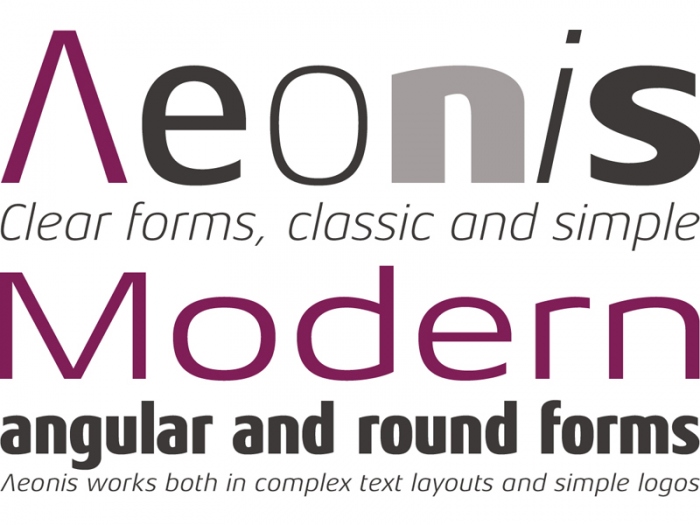 Aeonis
Clear forms, classic and simple
Modern
angular and round forms
Aeonis works both in complex text layouts and simple logos